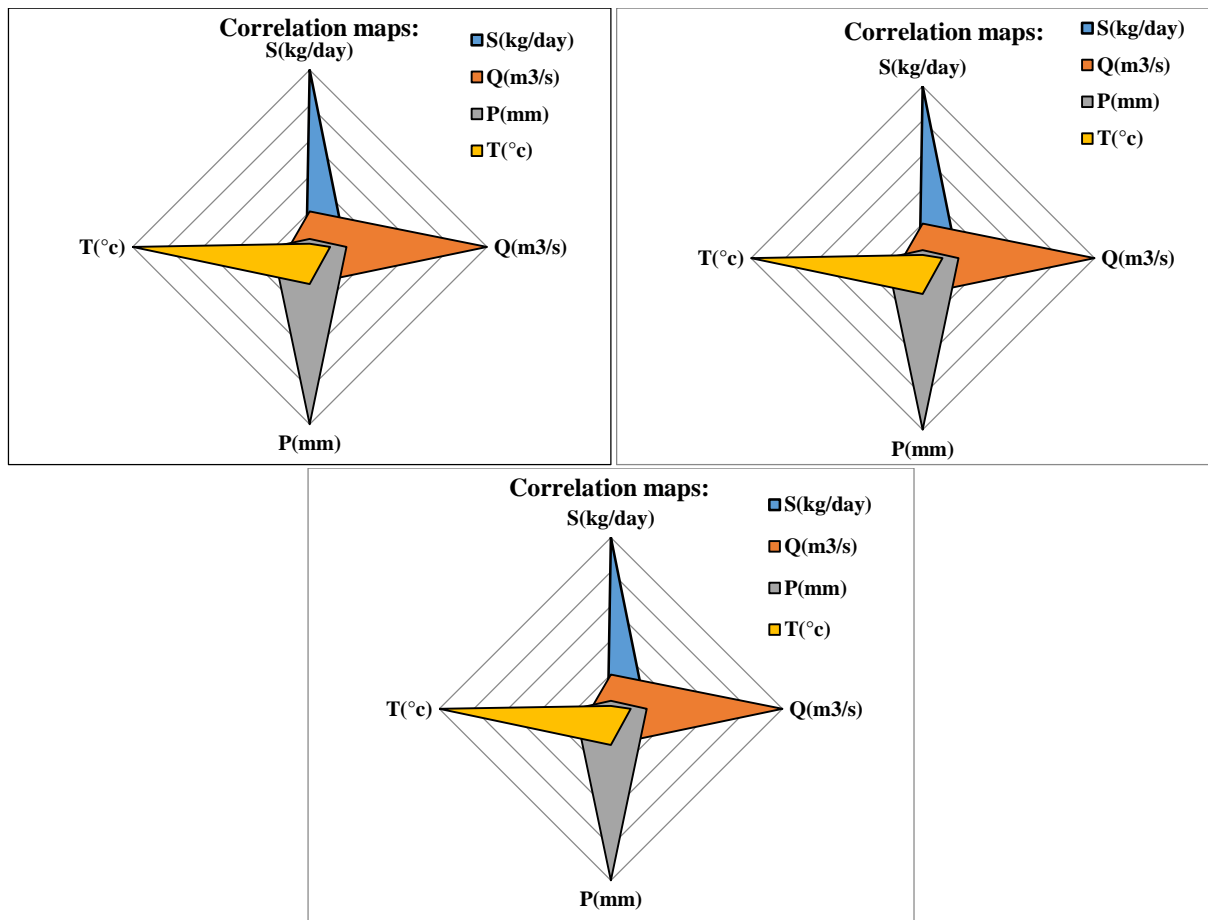 Correlation maps:
S(kg/day)
S(kg/day)
Q(m3/s)
P(mm)
T(°c)
T(°c)
Q(m3/s)
P(mm)
Correlation maps:
S(kg/day)
S(kg/day)
Q(m3/s)
P(mm)
T(°c)
T(°c)
Q(m3/s)
P(mm)
Correlation maps:
S(kg/day)
S(kg/day)
Q(m3/s)
P(mm)
T(°c)
T(°c)
Q(m3/s)
P(mm)